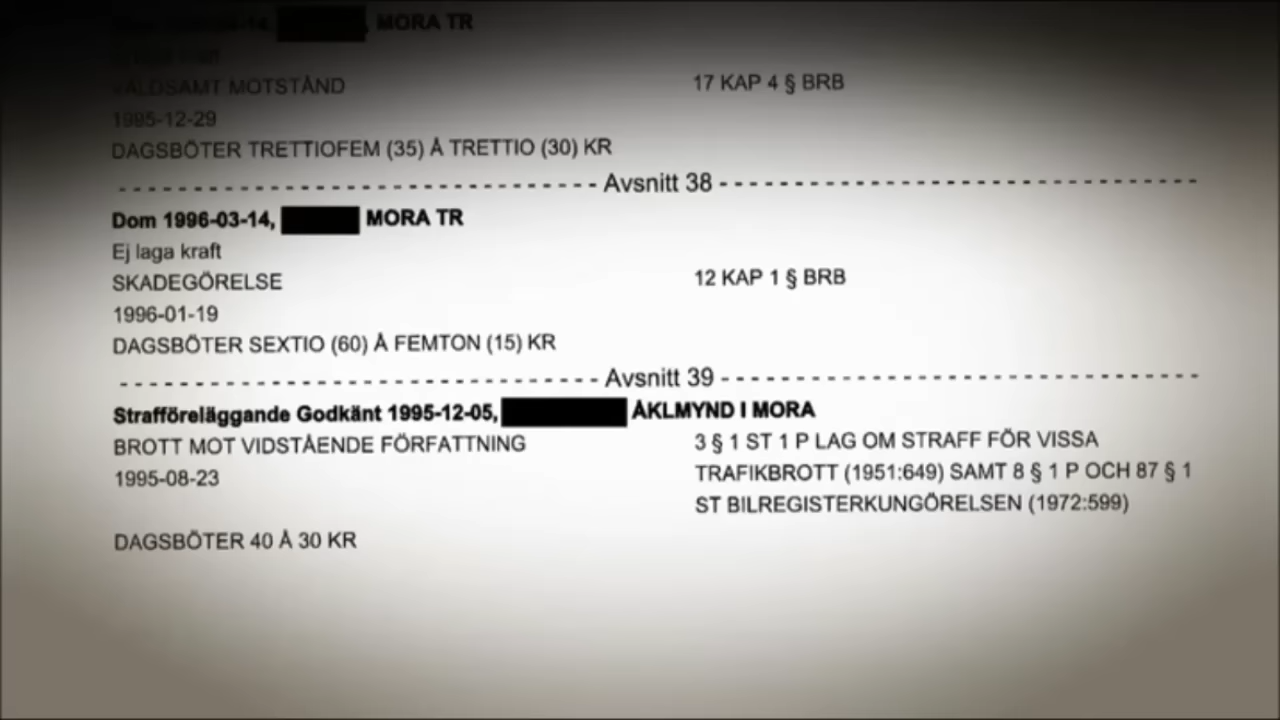 MORA TR
VÅLDSAMT MOTSTÅND 17 KAP 4 § BRB
1995-12-29
DAGSBÖTER TRETTIOFEM (35) Å TRETTIO (30) KR
Avsnitt 38
Dom 1996-03-14, MORA TR
Ej laga kraft
SKADEGÖRELSE 12 KAP 1 § BRB
1996-01-19
DAGSBÖTER SEXTIO (60) Å FEMTON (15) KR
Avsnitt 39
Strafföreläggande Godkänt 1995-12-05, ÅKLMYND I MORA
BROTT MOT VIDSTÅENDE FÖRFATTNING 3 § 1 ST 1 P LAG OM STRAFF FÖR VISSA
1995-08-23 TRAFIKBROTT (1951:649) SAMT 8 § 1 P OCH 87 § 1
ST BILREGISTERKUNGÖRELSEN (1972:599)
DAGSBÖTER 40 Å 30 KR